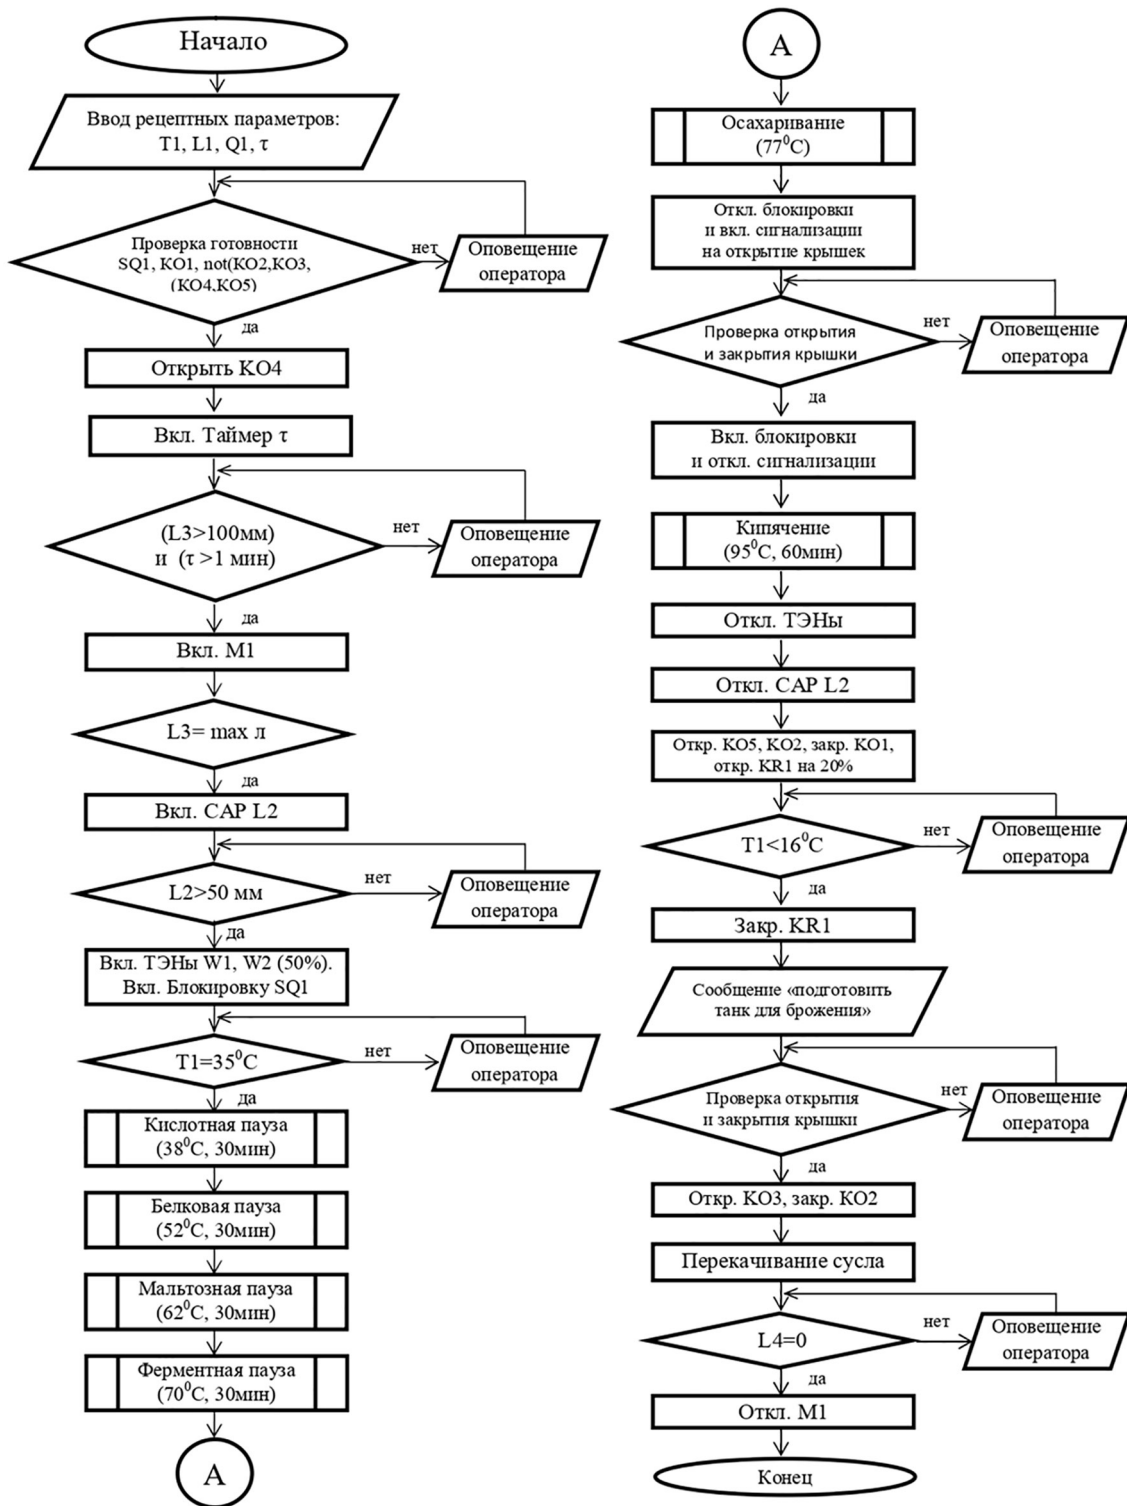 Начало
Ввод рецептных параметров:
T1, L1, Q1, τ
Проверка готовности
SQ1, KO1, not(KO2,KO3,
(KO4,KO5)
нет
Оповещение
оператора
да
Открыть KO4
Вкл. Таймер τ
(L3>100мм)
и (τ >1 мин)
нет
Оповещение
оператора
да
Вкл. M1
L3= max л
да
Вкл. САР L2
L2>50 мм
нет
Оповещение
оператора
да
Вкл. ТЭНы W1, W2 (50%).
Вкл. Блокировку SQ1
T1=35⁰C
нет
Оповещение
оператора
да
Кислотная пауза
(38⁰C, 30мин)
Белковая пауза
(52⁰C, 30мин)
Мальтозная пауза
(62⁰C, 30мин)
Ферментная пауза
(70⁰C, 30мин)
А
А
Осахаривание
(77⁰C)
Откл. блокировки
и вкл. сигнализации
на открытие крышек
Проверка открытия
и закрытия крышки
нет
Оповещение
оператора
да
Вкл. блокировки
и откл. сигнализации
Кипячение
(95⁰C, 60мин)
Откл. ТЭНы
Откл. САР L2
Откр. KO5, KO2, закр. KO1,
откр. KR1 на 20%
T1<16⁰C
нет
Оповещение
оператора
да
Закр. KR1
Сообщение «подготовить
танк для брожения»
Проверка открытия
и закрытия крышки
нет
Оповещение
оператора
да
Откр. KO3, закр. KO2
Перекачивание сусла
L4=0
нет
Оповещение
оператора
да
Откл. M1
Конец